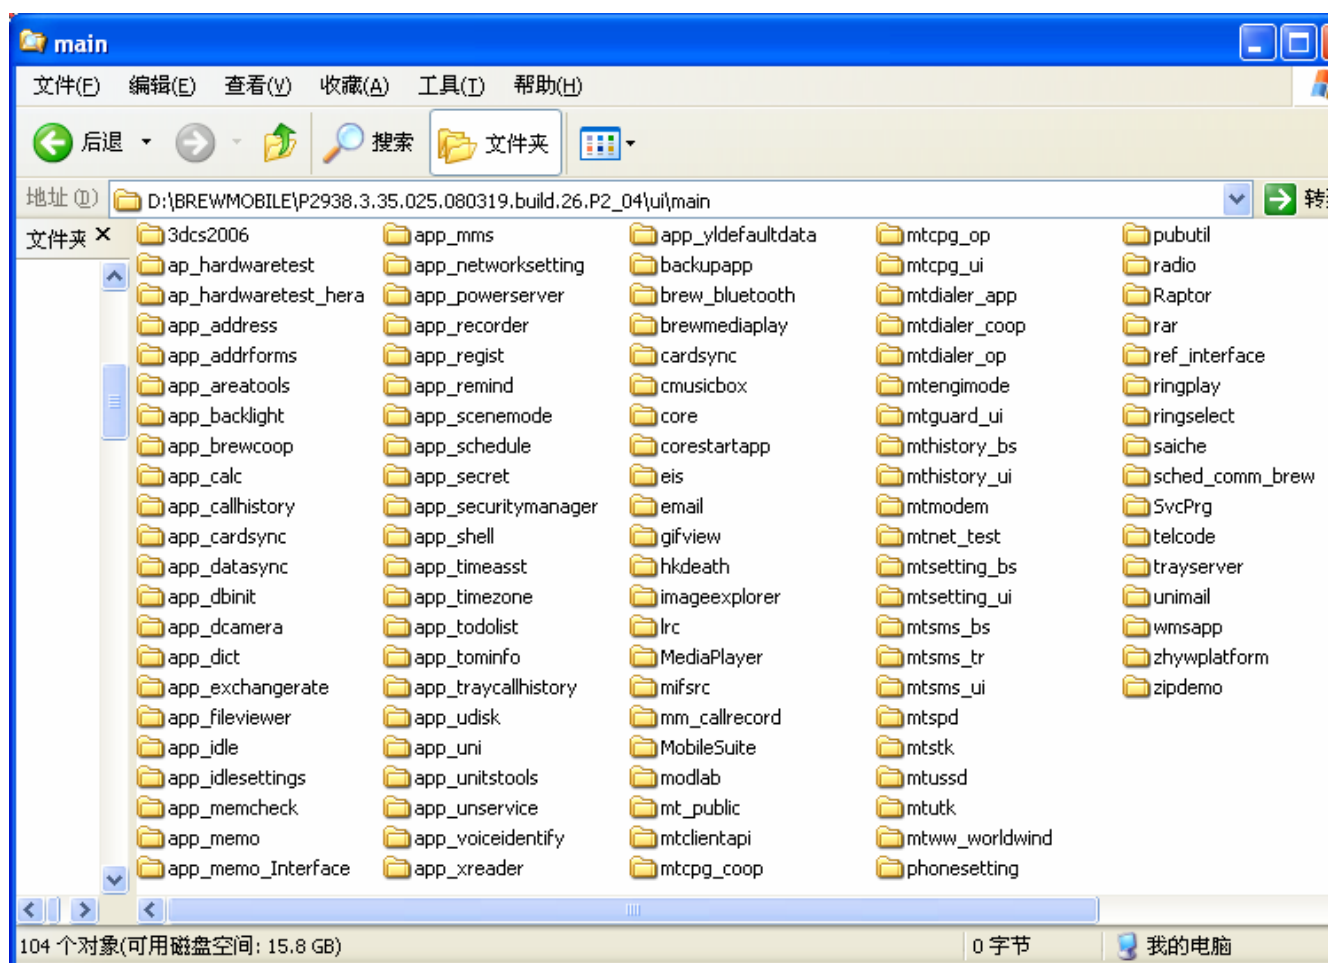 main
文件(F) 编辑(E) 查看(V) 收藏(A) 工具(T) 帮助(H)
后退 搜索 文件夹
地址(D) D:\BREWMOBILE\P2938.3.35.025.080319.build.26.P2_04\ui\main
文件夹 X
3dcs2006 app_mms app_yldefaultdata mtcpg_op pubutil
ap_hardwaretest app_networksetting backupapp mtcpg_ui radio
ap_hardwaretest_hera app_powerserver brew_bluetooth mtdialer_app Raptor
app_address app_recorder brewmediaplay mtdialer_coop rar
app_addrforms app_regist cardsync mtdialer_op ref_interface
app_areatools app_remind cmusicbox mtengimode ringplay
app_backlight app_scenemode core mtguard_ui ringselect
app_brewcoop app_schedule corestartapp mthistory_bs saiche
app_calc app_secret eis mthistory_ui sched_comm_brew
app_callhistory app_securitymanager email mtmodem SvcPrg
app_cardsync app_shell gifview mtnet_test telcode
app_datasync app_timeasst hkdeath mtsetting_bs trayserver
app_dbinit app_timezone imageexplorer mtsetting_ui unimail
app_dcamera app_todolist lrc mtsms_bs wmsapp
app_dict app_tominfo MediaPlayer mtsms_tr zhywplatform
app_exchangerate app_traycallhistory mifsrc mtsms_ui zipdemo
app_fileviewer app_udisk mm_callrecord mtspd
app_idle app_uni MobileSuite mtstk
app_idlesettings app_unitstools modlab mtussd
app_memcheck app_unservice mt_public mtutk
app_memo app_voiceidentify mtclientapi mtww_worldwind
app_memo_Interface app_xreader mtcpg_coop phonesetting
104 个对象(可用磁盘空间: 15.8 GB) 0 字节 我的电脑